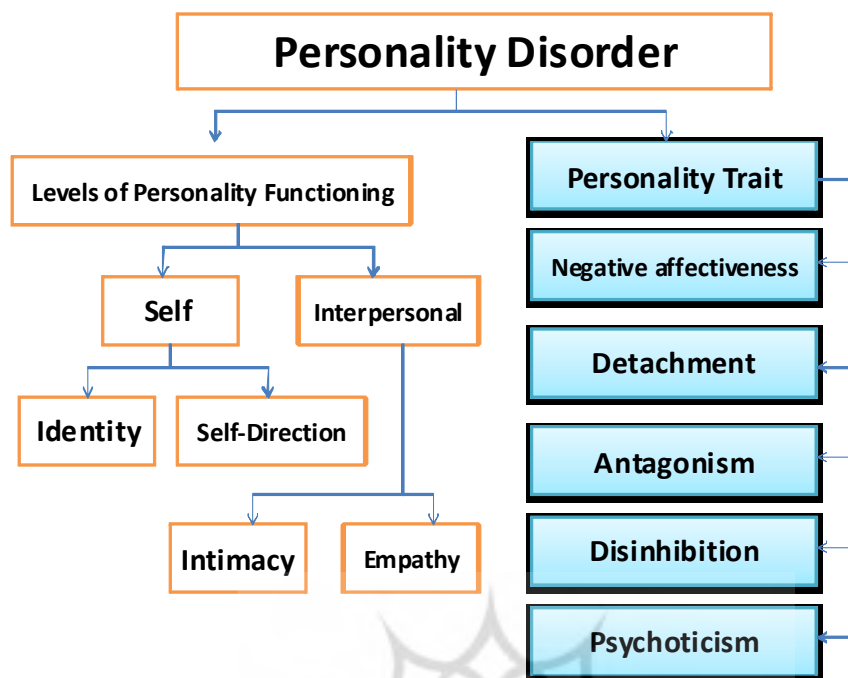 Personality Disorder
Levels of Personality Functioning
Personality Trait
Negative affectiveness
Self
Interpersonal
Detachment
Identity
Self-Direction
Antagonism
Intimacy
Empathy
Disinhibition
Psychoticism